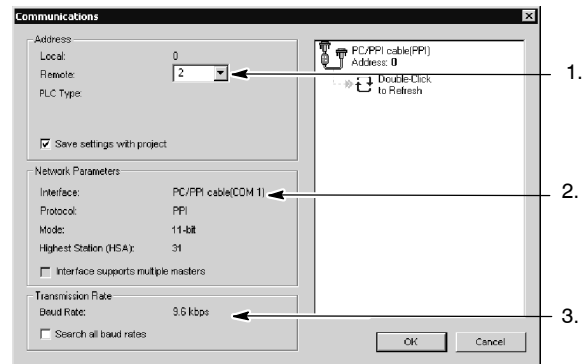 Communications
Address
Local: 0
Remote: 2
PLC Type:
Save settings with project
Network Parameters
Interface: PC/PPI cable(COM 1)
Protocol: PPI
Mode: 11-bit
Highest Station (HSA): 31
Interface supports multiple masters
Transmission Rate
Baud Rate: 9.6 kbps
Search all baud rates
PC/PPI cable(PPI)
Address: 0
Double-Click
to Refresh
OK Cancel
1.
2.
3.